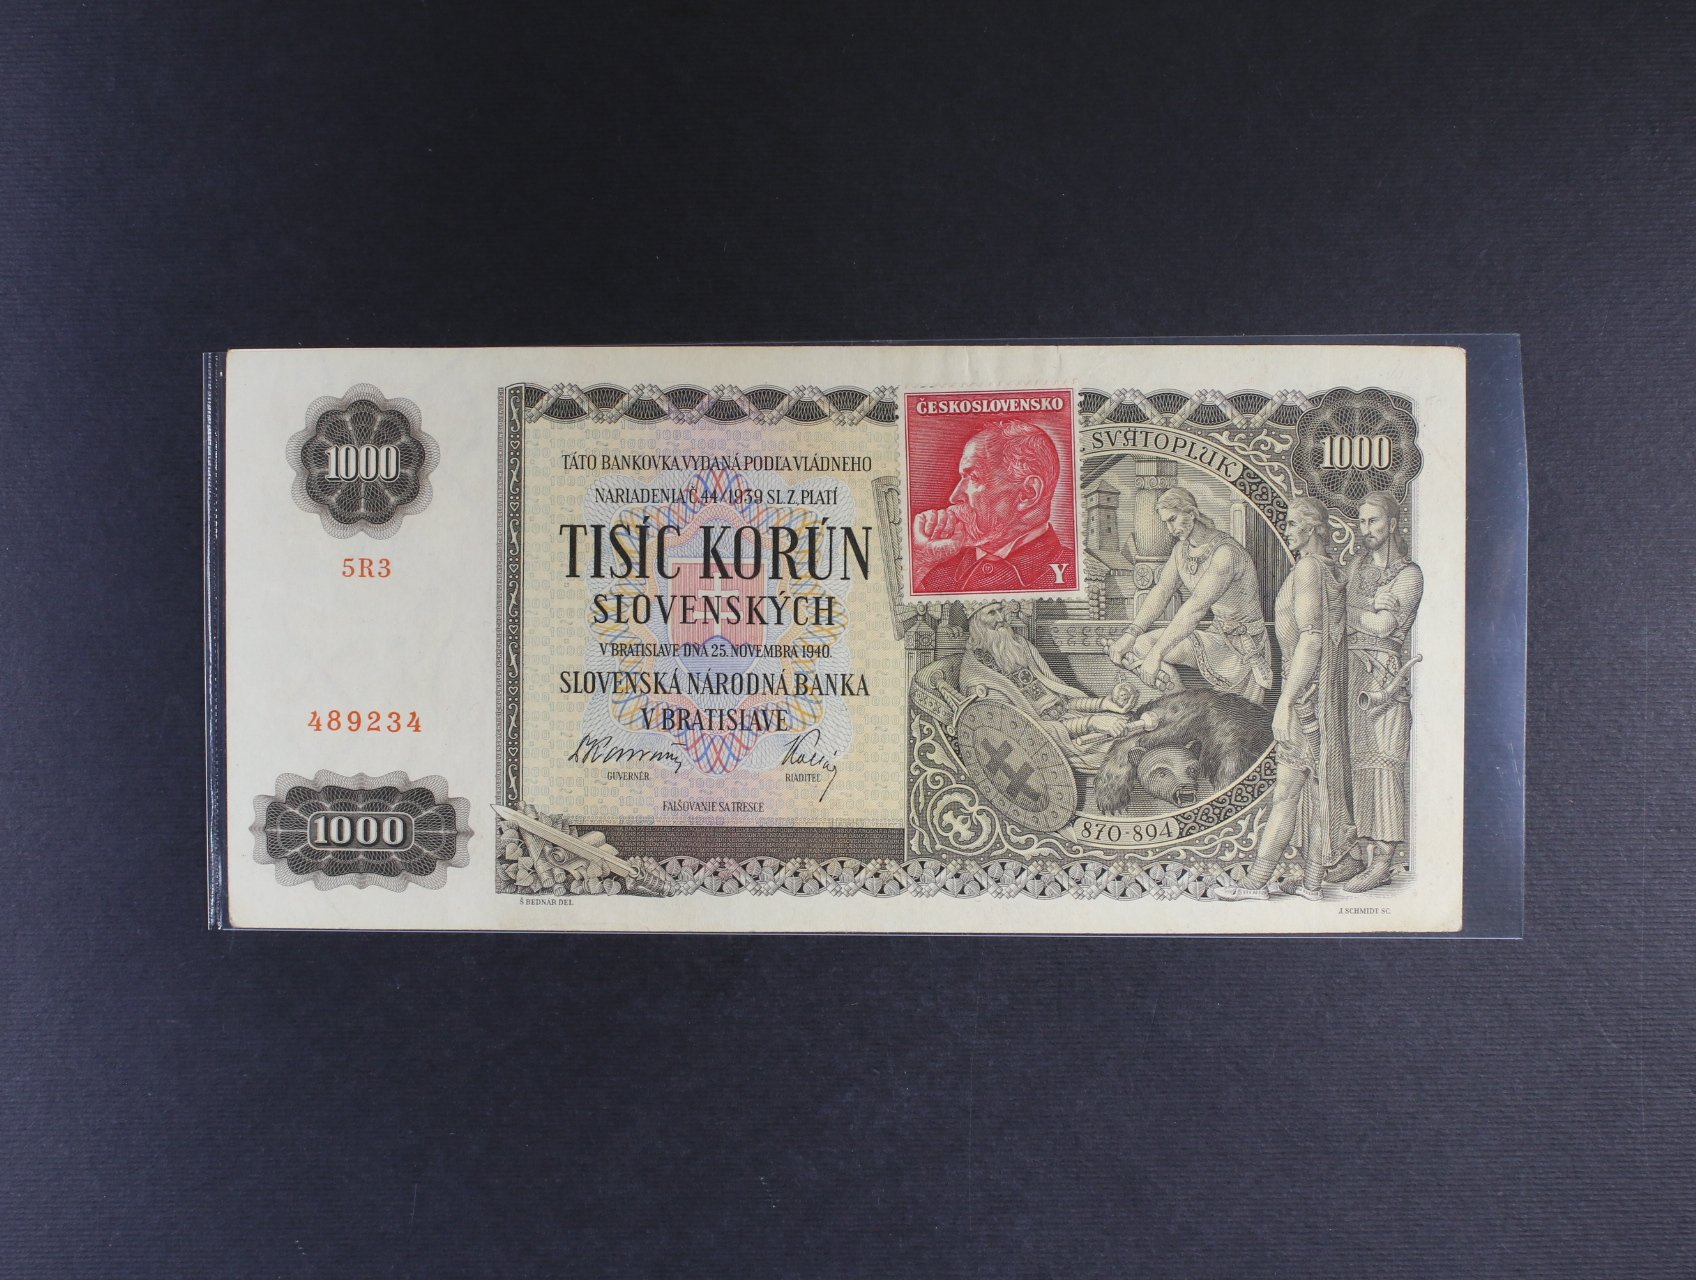 1000
5R3
489234
1000
TÁTO BANKOVKA VYDANÁ PODĽA VLÁDNEHO
NARIADENIA Č. 44/1939 SL. Z. PLATÍ
TISÍC KORÚN
SLOVENSKÝCH
V BRATISLAVE DŇA 25. NOVEMBRA 1940.
SLOVENSKÁ NÁRODNÁ BANKA
V BRATISLAVE
GUVERNÉR
RIADITEĽ
FALŠOVANIE SA TRESCE
Š BEDNÁR DEL.
ČESKOSLOVENSKO
Y
SVÄTOPLUK
1000
870-894
J. SCHMIDT SC.